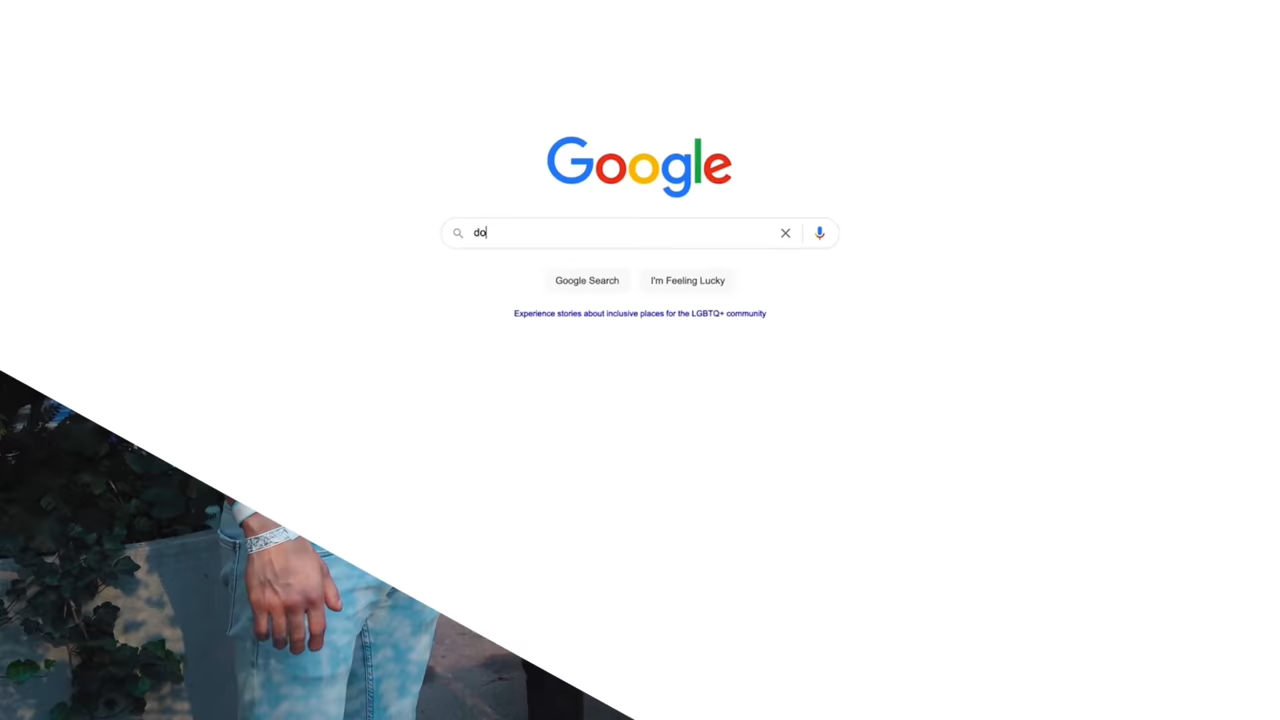 Google
do
Google Search I'm Feeling Lucky
Experience stories about inclusive places for the LGBTQ+ community